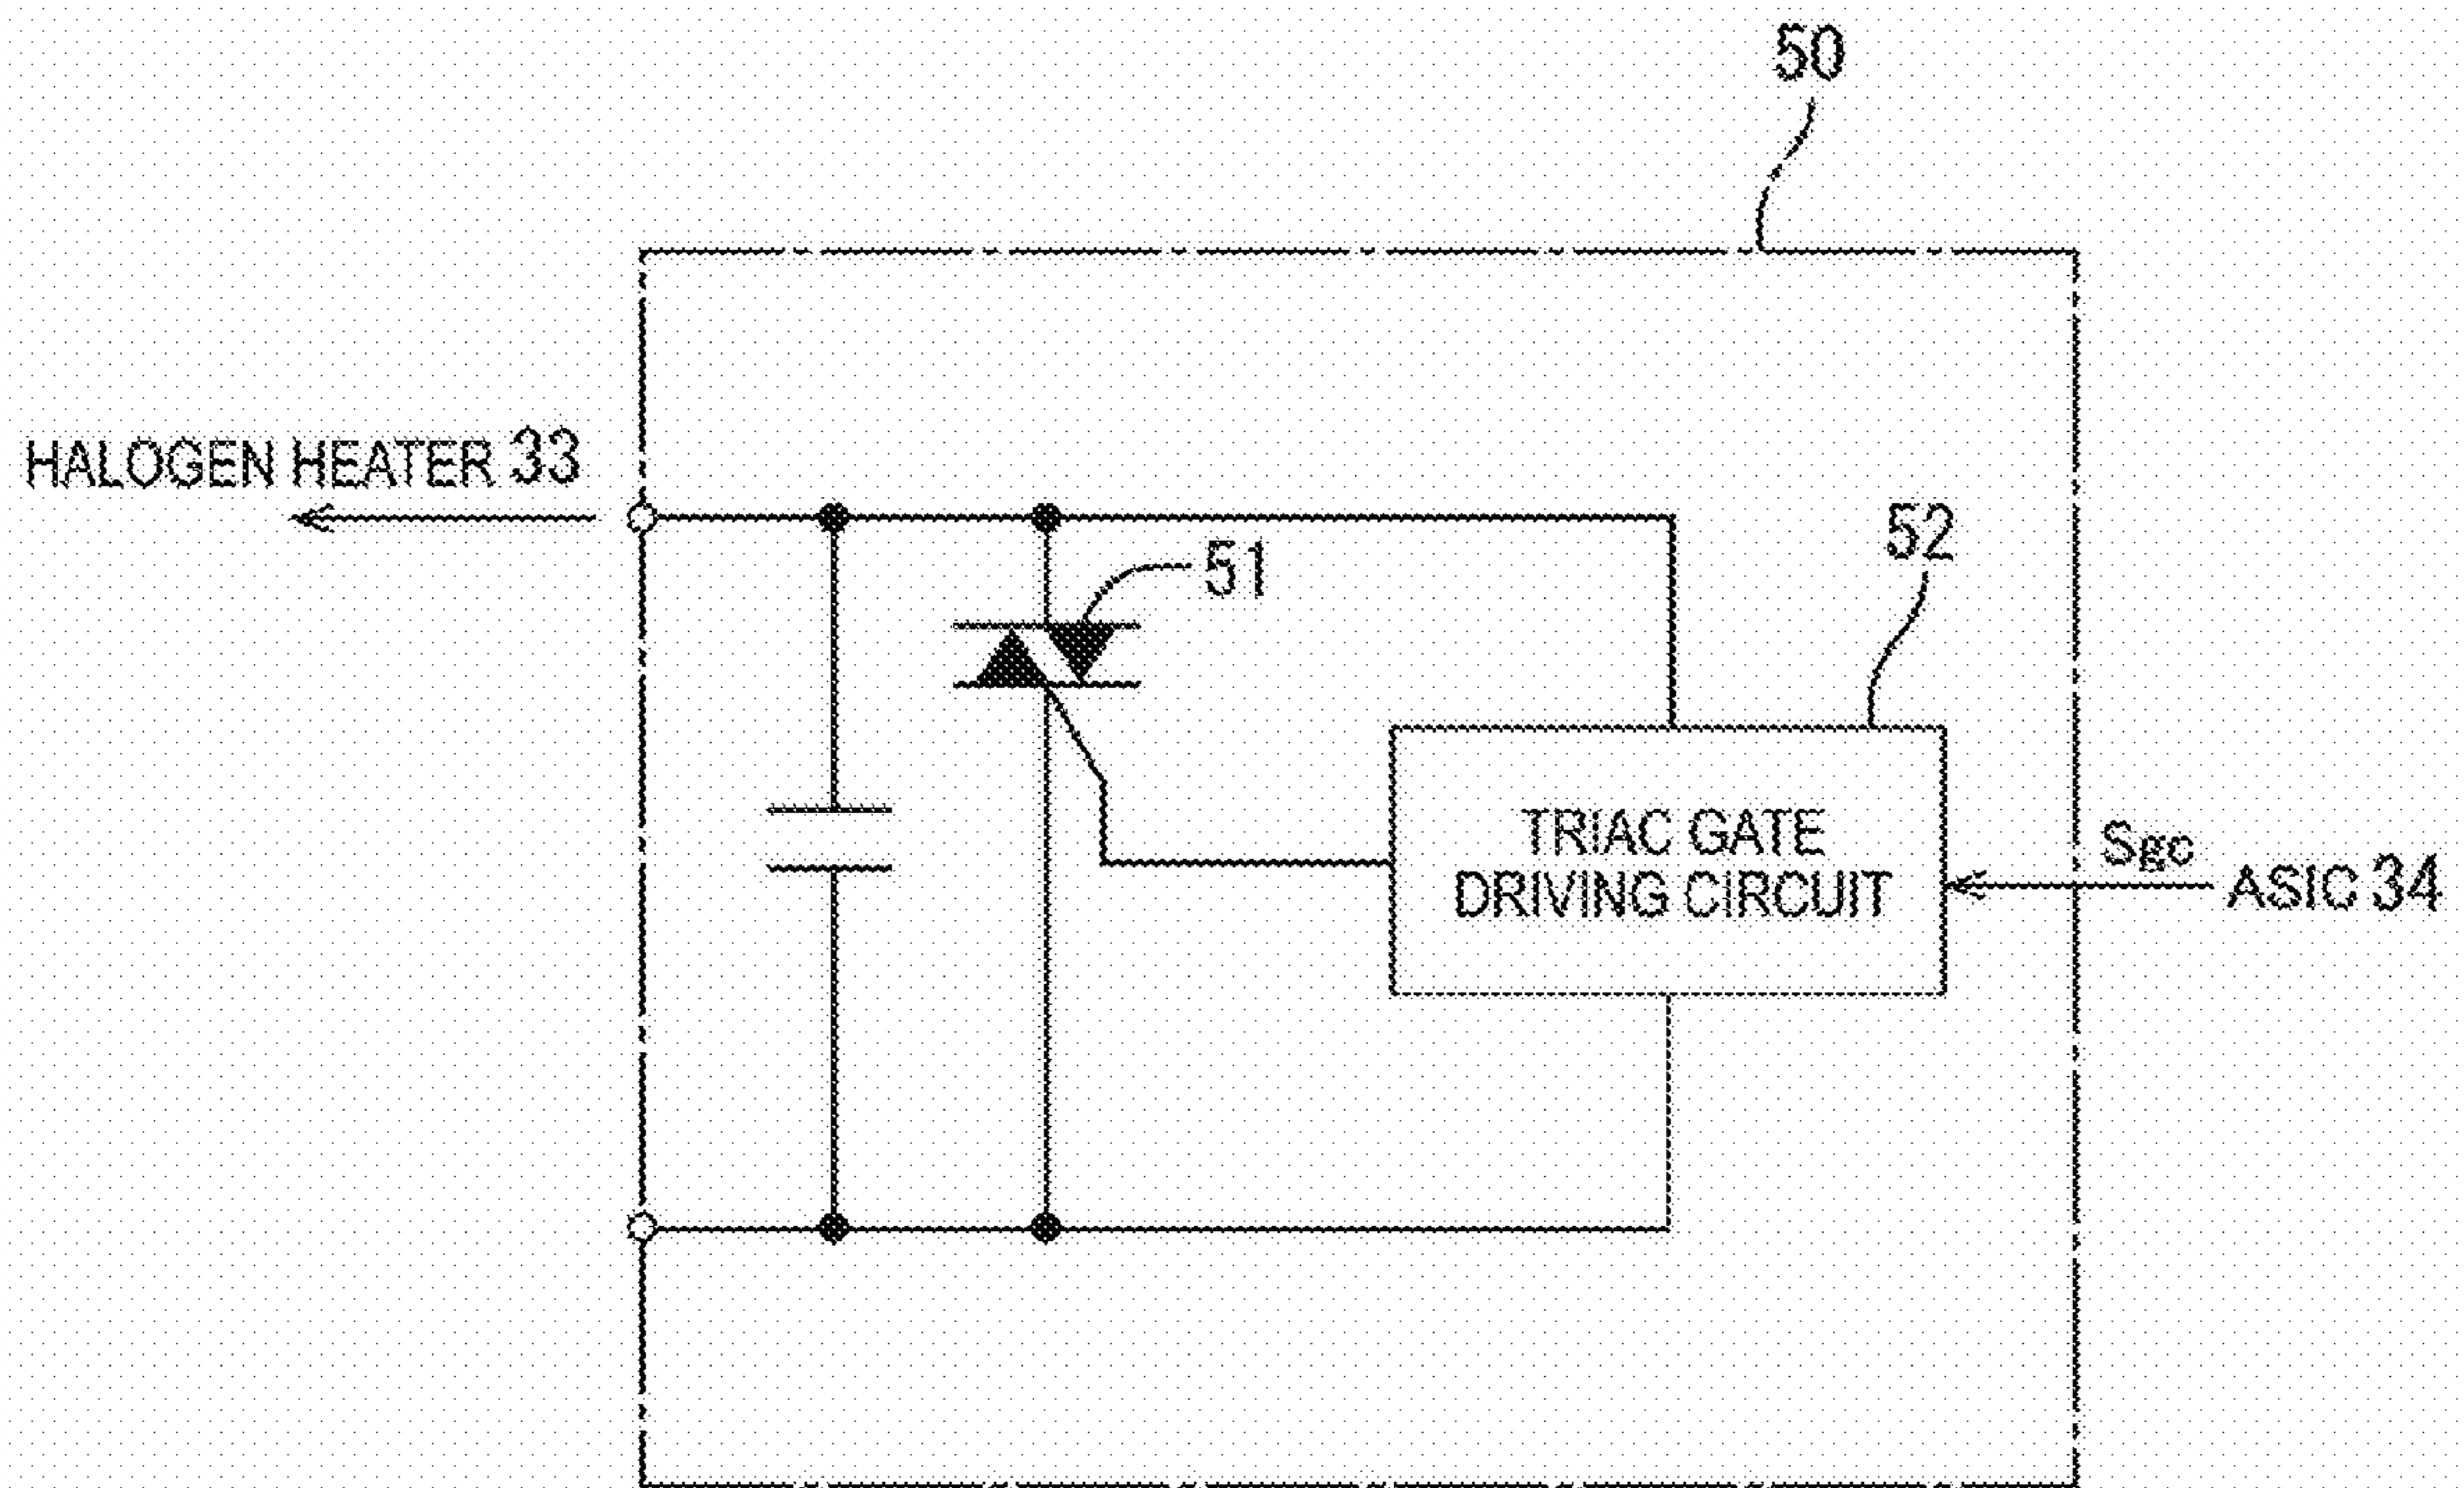 50
HALOGEN HEATER 33
51
52
TRIAC GATE
DRIVING CIRCUIT
Sgc
ASIC 34